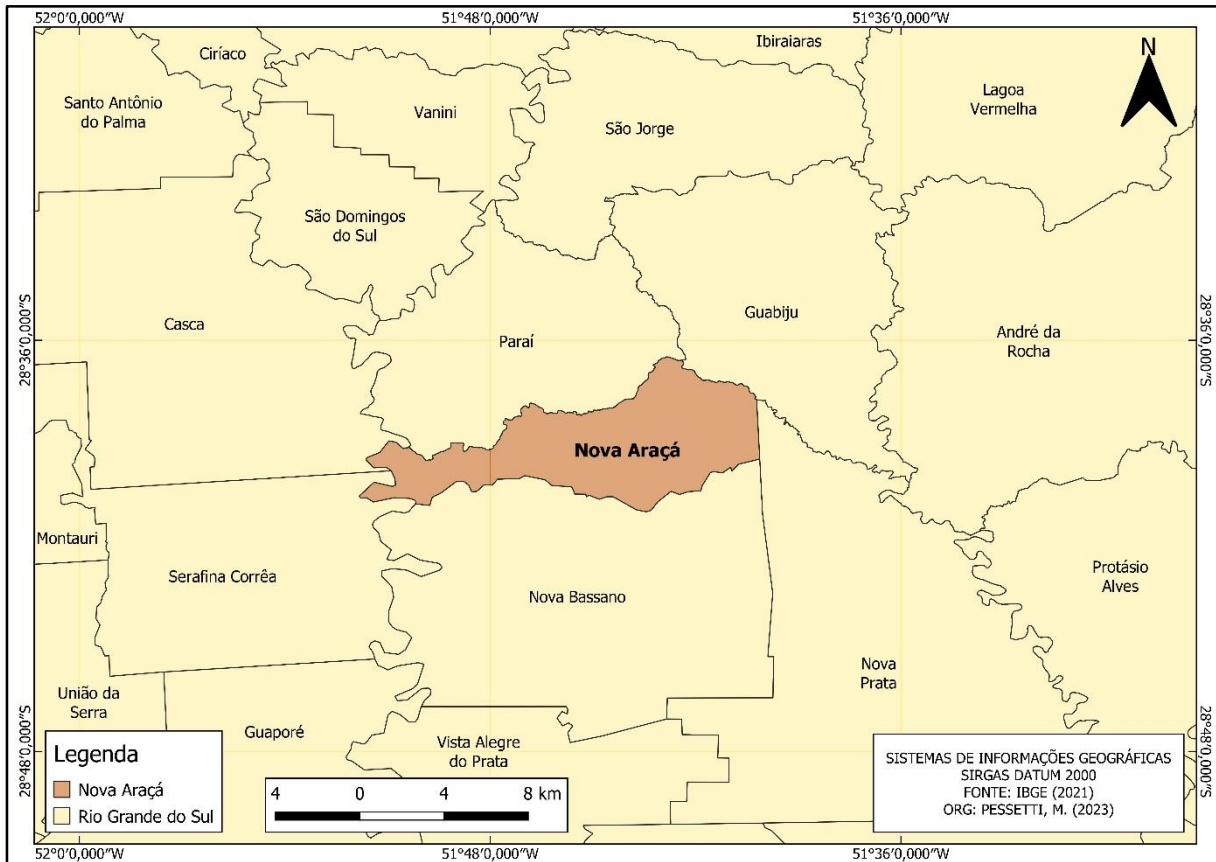 52°0'0,000"W
51°48'0,000"W
51°36'0,000"W
Ciríaco
Ibiraiaras
N
Santo Antônio
do Palma
Vanini
São Jorge
Lagoa
Vermelha
São Domingos
do Sul
Casca
Paraí
Guabiju
André da
Rocha
28°36'0,000"S
28°36'0,000"S
Nova Araçá
Montauri
Serafina Corrêa
Nova Bassano
Protásio
Alves
União da
Serra
Guaporé
Vista Alegre
do Prata
Nova
Prata
28°48'0,000"S
28°48'0,000"S
Legenda
Nova Araçá
Rio Grande do Sul
4 0 4 8 km
SISTEMAS DE INFORMAÇÕES GEOGRÁFICAS
SIRGAS DATUM 2000
FONTE: IBGE (2021)
ORG: PESSETTI, M. (2023)
52°0'0,000"W
51°48'0,000"W
51°36'0,000"W